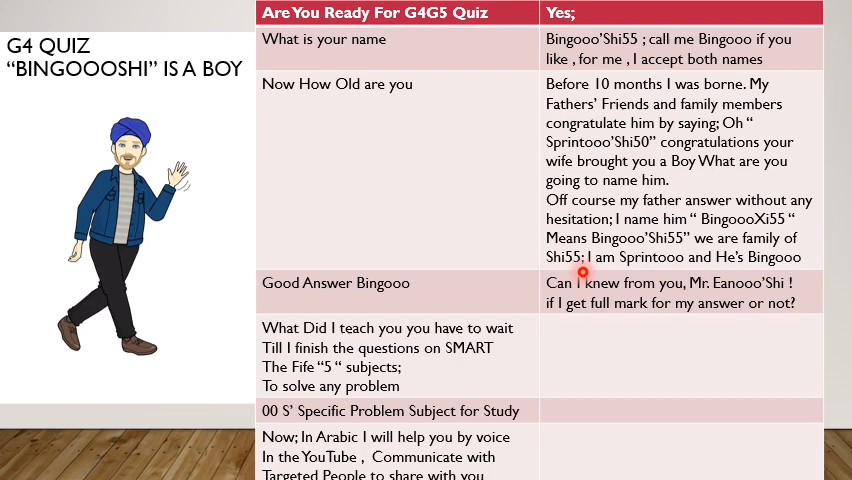 G4 QUIZ
“BINGOOOSHI” IS A BOY
Are You Ready For G4G5 Quiz
Yes;
What is your name
Bingooo’Shi55 ; call me Bingooo if you
like , for me , I accept both names
Now How Old are you
Before 10 months I was borne. My
Fathers’ Friends and family members
congratulate him by saying; Oh “
Sprintooo’Shi50” congratulations your
wife brought you a Boy What are you
going to name him.
Off course my father answer without any
hesitation; I name him “ BingoooXi55 “
Means Bingooo’Shi55” we are family of
Shi55; I am Sprintooo and He’s Bingooo
Good Answer Bingooo
Can I knew from you, Mr. Eanooo’Shi !
if I get full mark for my answer or not?
What Did I teach you you have to wait
Till I finish the questions on SMART
The Fife “5 “ subjects;
To solve any problem
00 S’ Specific Problem Subject for Study
Now; In Arabic I will help you by voice
In the YouTube , Communicate with
Targeted People to share with you